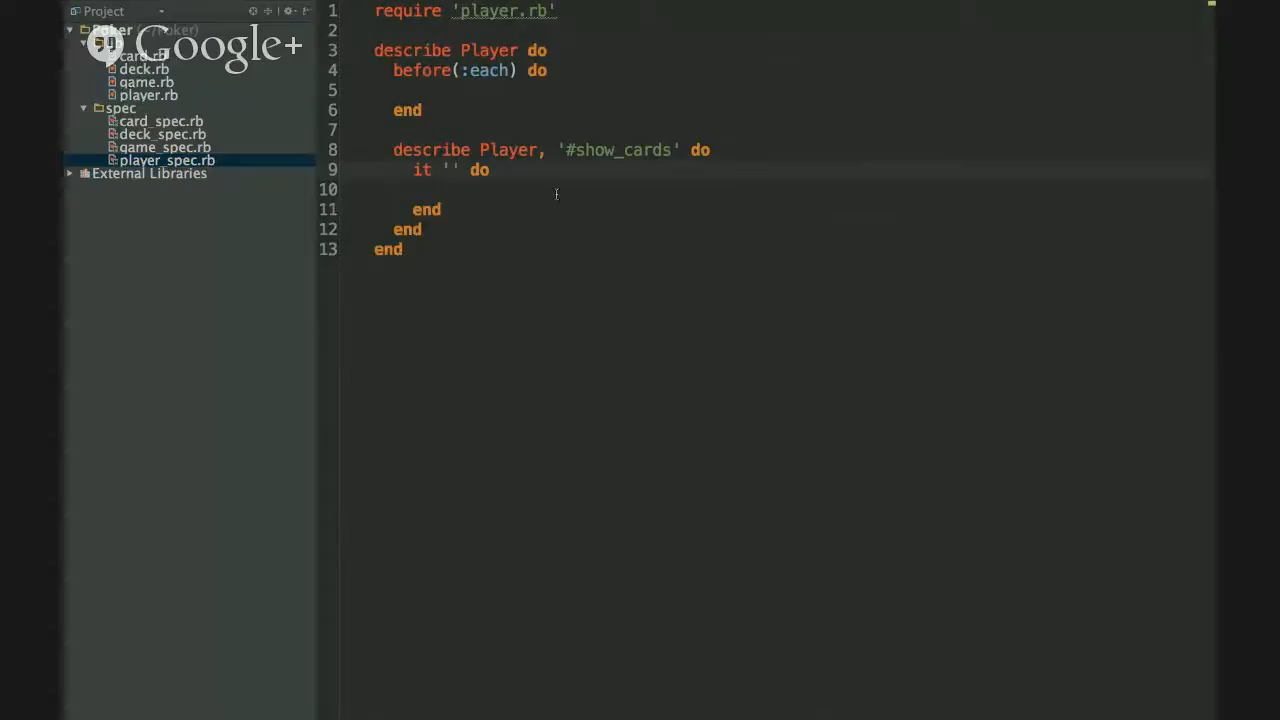 Project
Poker (~/Poker)
Google+
card.rb
deck.rb
game.rb
player.rb
spec
card_spec.rb
deck_spec.rb
game_spec.rb
player_spec.rb
External Libraries
1 require 'player.rb'
2
3 describe Player do
4 before(:each) do
5
6 end
7
8 describe Player, '#show_cards' do
9 it '' do
10
11 end
12 end
13 end